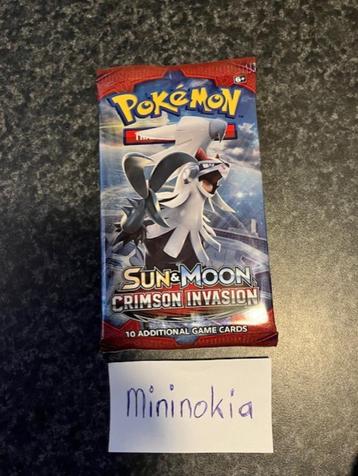 6+
POKéMON
SUN & MOON
CRIMSON INVASION
10 ADDITIONAL GAME CARDS
mininokia